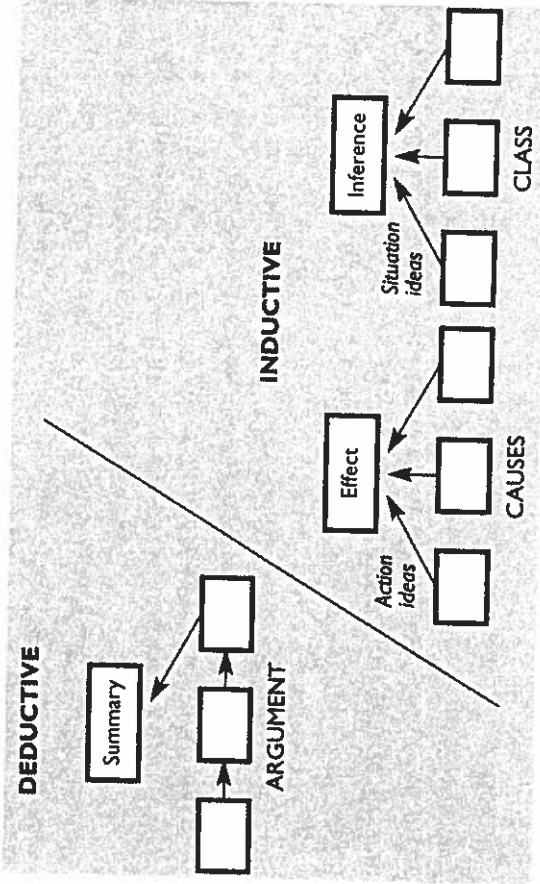 DEDUCTIVE
Summary
ARGUMENT
INDUCTIVE
Effect
Action
ideas
CAUSES
Inference
Situation
ideas
CLASS